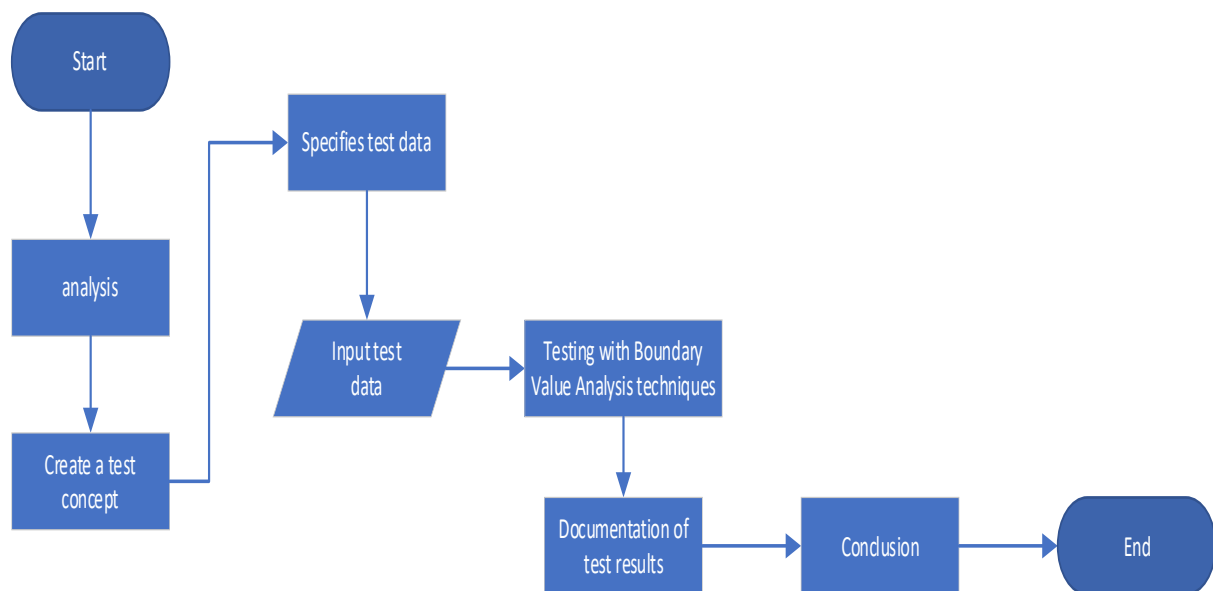 Start
analysis
Create a test
concept
Specifies test data
Input test
data
Testing with Boundary
Value Analysis techniques
Documentation of
test results
Conclusion
End